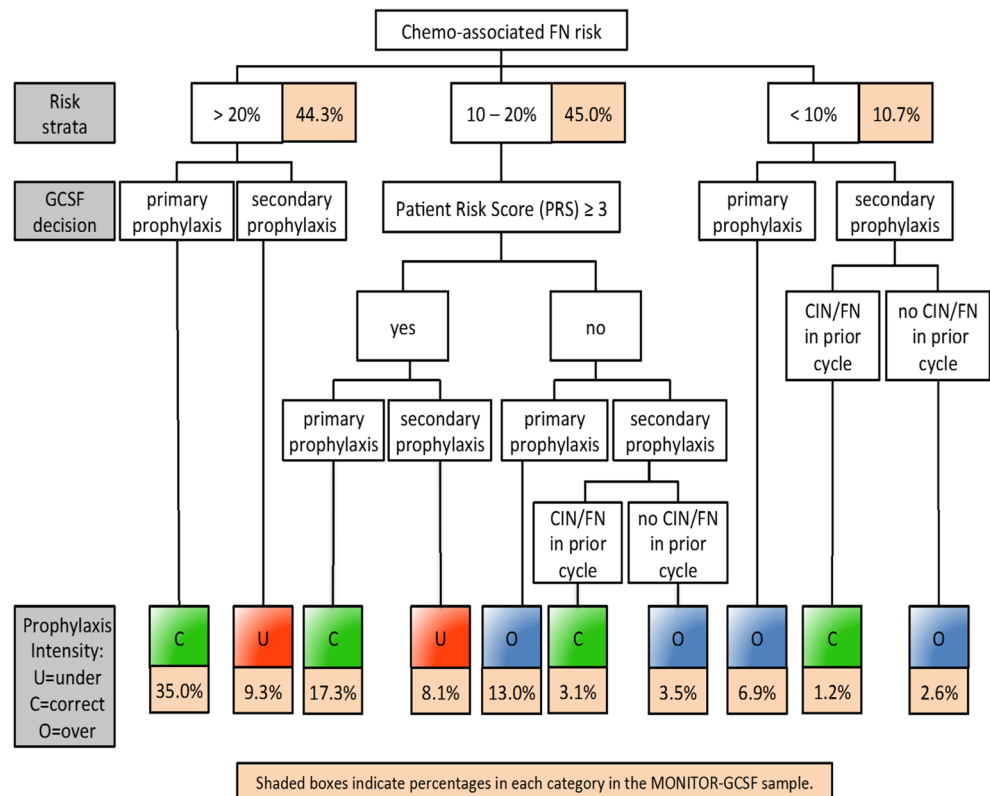 Chemo-associated FN risk
Risk
strata
> 20%
44.3%
10 – 20%
45.0%
< 10%
10.7%
GCSF
decision
primary
prophylaxis
secondary
prophylaxis
Patient Risk Score (PRS) ≥ 3
primary
prophylaxis
secondary
prophylaxis
yes
no
CIN/FN
in prior
cycle
no CIN/FN
in prior
cycle
primary
prophylaxis
secondary
prophylaxis
primary
prophylaxis
secondary
prophylaxis
CIN/FN
in prior
cycle
no CIN/FN
in prior
cycle
Prophylaxis
Intensity:
U=under
C=correct
O=over
C
U
C
U
O
C
O
O
C
O
35.0%
9.3%
17.3%
8.1%
13.0%
3.1%
3.5%
6.9%
1.2%
2.6%
Shaded boxes indicate percentages in each category in the MONITOR-GCSF sample.